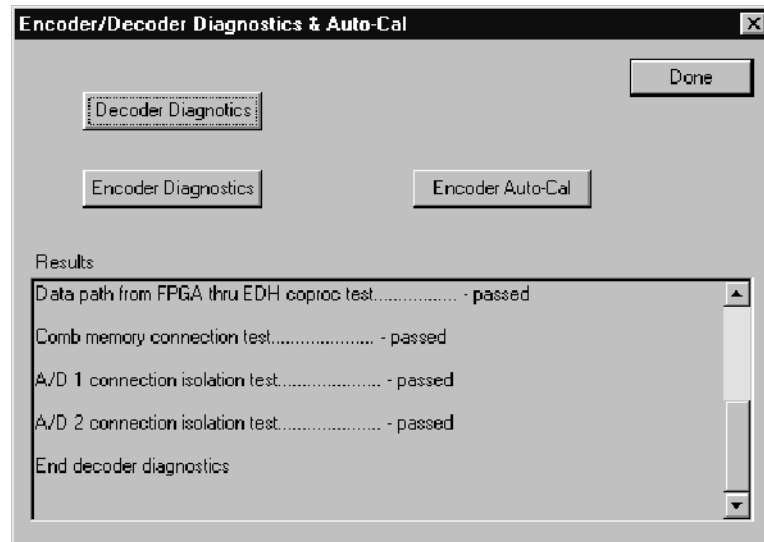 Encoder/Decoder Diagnostics & Auto-Cal
Done
Decoder Diagnotics
Encoder Diagnostics
Encoder Auto-Cal
Results
Data path from FPGA thru EDH coproc test................ - passed
Comb memory connection test.................... - passed
A/D 1 connection isolation test.................... - passed
A/D 2 connection isolation test.................... - passed
End decoder diagnostics